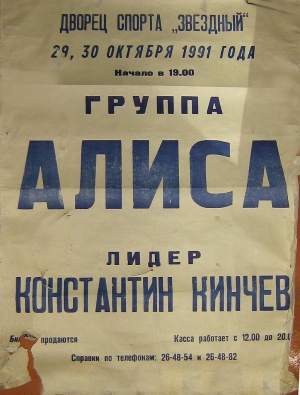 ДВОРЕЦ СПОРТА „ЗВЕЗДНЫЙ"
29, 30 ОКТЯБРЯ 1991 ГОДА
Начало в 19.00
ГРУППА
АЛИСА
ЛИДЕР
КОНСТАНТИН КИНЧЕВ
продаются Касса работает с 12.00 до 20.0
Справки по телефонам: 26-48-54 и 26-48-82